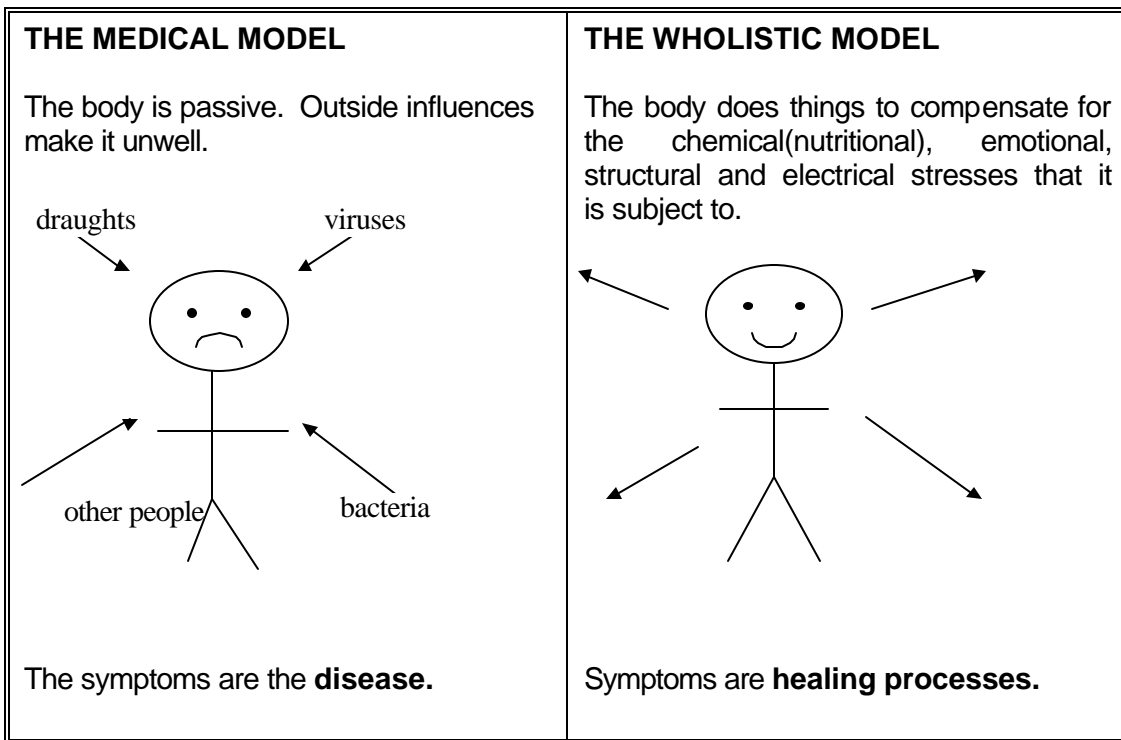 THE MEDICAL MODEL
The body is passive.  Outside influences
make it unwell.
draughts
viruses
other people
bacteria
The symptoms are the disease.
THE WHOLISTIC MODEL
The body does things to compensate for
the chemical(nutritional), emotional,
structural and electrical stresses that it
is subject to.
Symptoms are healing processes.